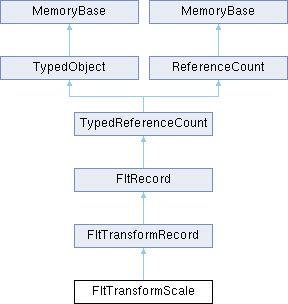 MemoryBase MemoryBase
TypedObject ReferenceCount
TypedReferenceCount
FltRecord
FltTransformRecord
FltTransformScale